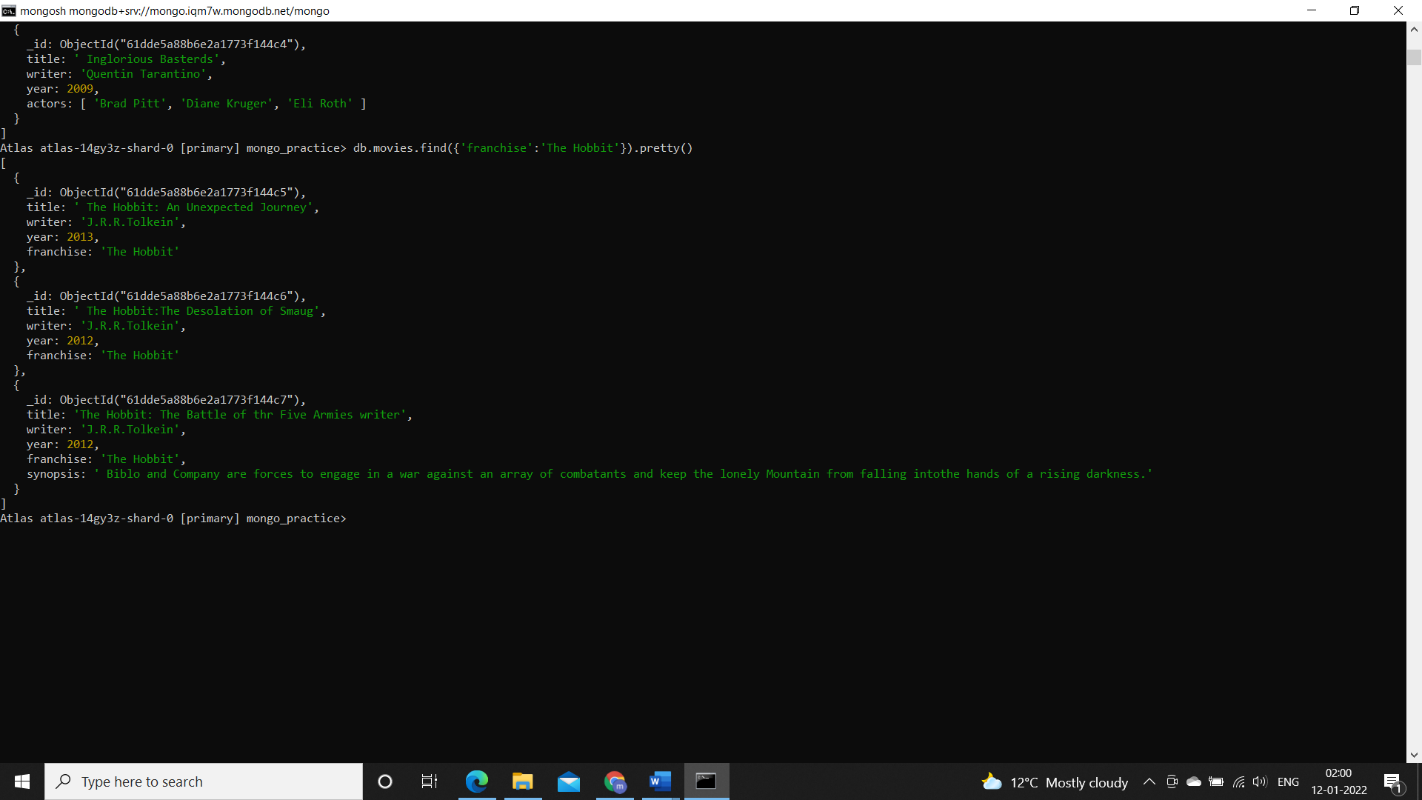 mongosh mongodb+srv://mongo.iqm7w.mongodb.net/mongo
{
_id: ObjectId("61dde5a88b6e2a1773f144c4"),
title: ' Inglorious Basterds',
writer: 'Quentin Tarantino',
year: 2009,
actors: [ 'Brad Pitt', 'Diane Kruger', 'Eli Roth' ]
}
]
Atlas atlas-14gy3z-shard-0 [primary] mongo_practice> db.movies.find({'franchise':'The Hobbit'}).pretty()
[
{
_id: ObjectId("61dde5a88b6e2a1773f144c5"),
title: ' The Hobbit: An Unexpected Journey',
writer: 'J.R.R.Tolkein',
year: 2013,
franchise: 'The Hobbit'
},
{
_id: ObjectId("61dde5a88b6e2a1773f144c6"),
title: ' The Hobbit:The Desolation of Smaug',
writer: 'J.R.R.Tolkein',
year: 2012,
franchise: 'The Hobbit'
},
{
_id: ObjectId("61dde5a88b6e2a1773f144c7"),
title: 'The Hobbit: The Battle of thr Five Armies writer',
writer: 'J.R.R.Tolkein',
year: 2012,
franchise: 'The Hobbit',
synopsis: ' Biblo and Company are forces to engage in a war against an array of combatants and keep the lonely Mountain from falling intothe hands of a rising darkness.'
}
]
Atlas atlas-14gy3z-shard-0 [primary] mongo_practice>
Type here to search
12°C Mostly cloudy
ENG
02:00
12-01-2022
1